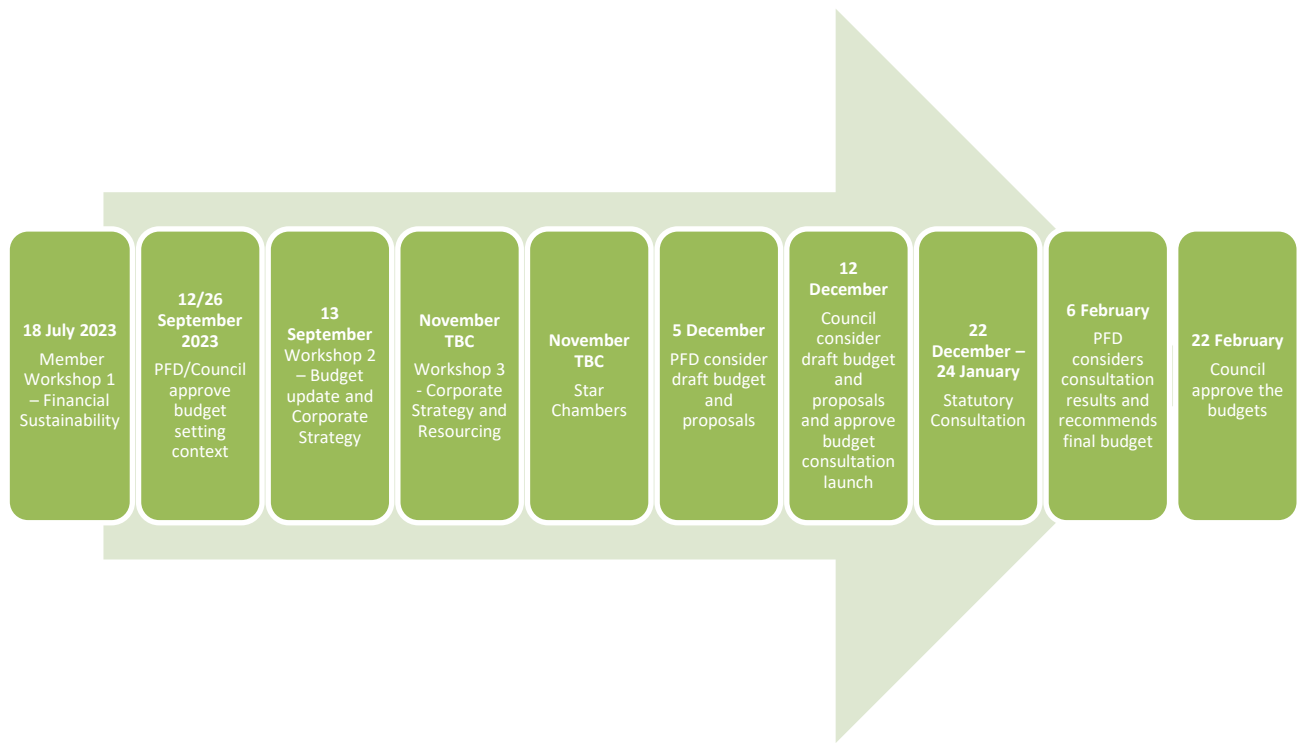 18 July 2023
Member
Workshop 1
– Financial
Sustainability
12/26
September
2023
PFD/Council
approve
budget
setting
context
13
September
Workshop 2
– Budget
update and
Corporate
Strategy
November
TBC
Workshop 3
- Corporate
Strategy and
Resourcing
November
TBC
Star
Chambers
5 December
PFD consider
draft budget
and
proposals
12
December
Council
consider
draft budget
and
proposals
and approve
budget
consultation
launch
22
December –
24 January
Statutory
Consultation
6 February
PFD
considers
consultation
results and
recommends
final budget
22 February
Council
approve the
budgets